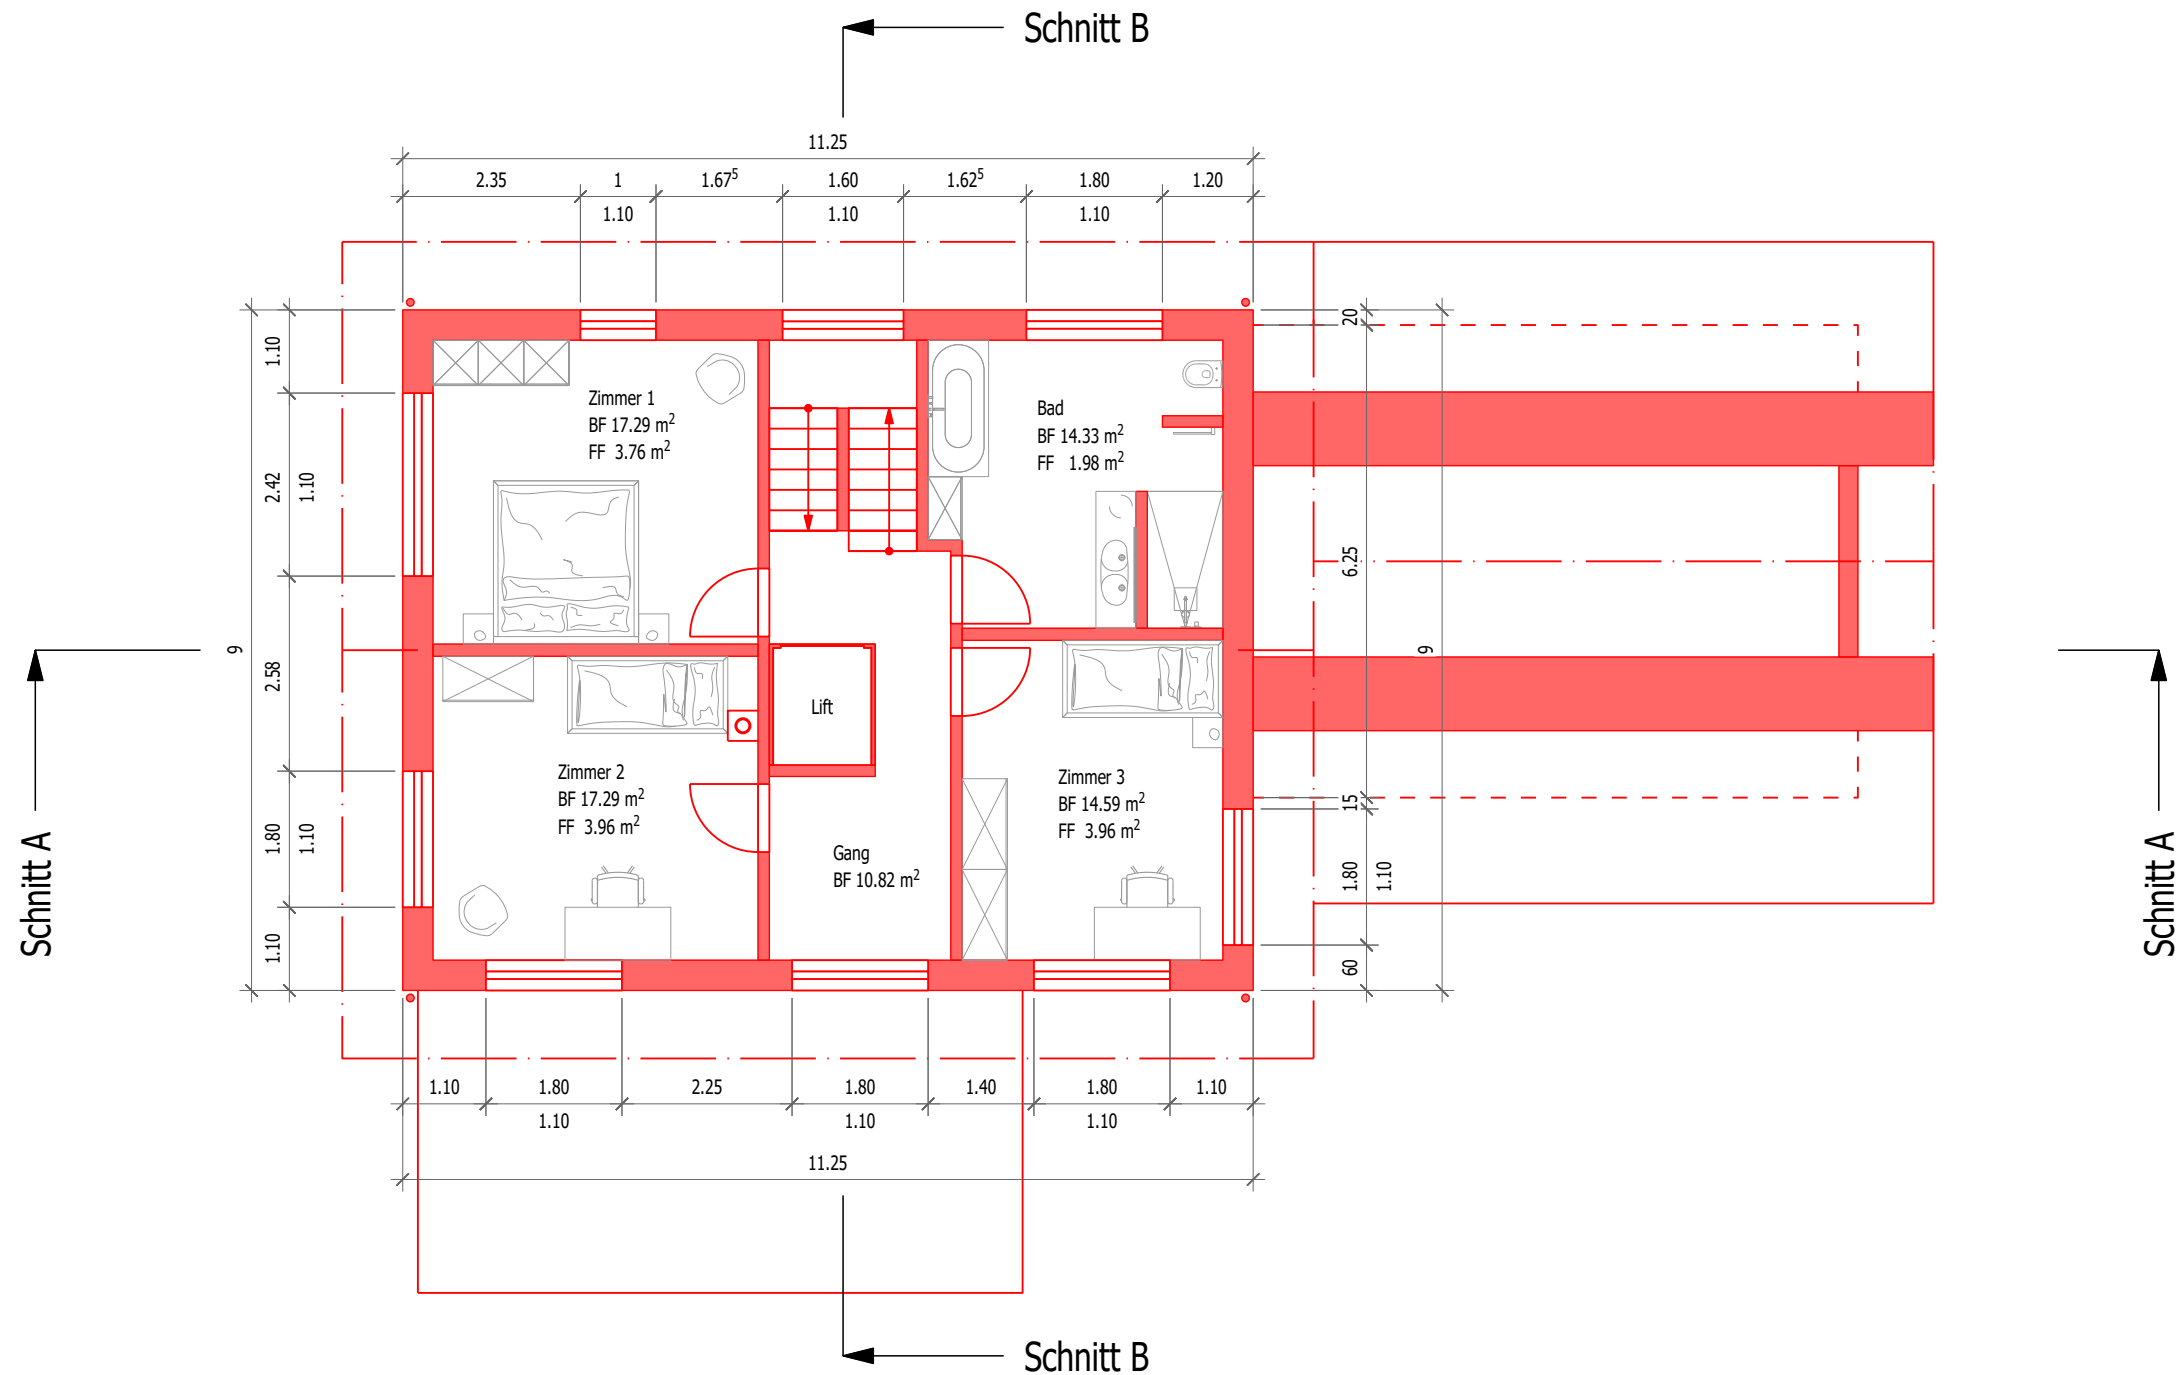 Schnitt B
11.25
2.35 1 1.67⁵ 1.60 1.62⁵ 1.80 1.20
1.10 1.10 1.10
20
1.10
Zimmer 1
BF 17.29 m²
FF 3.76 m²
Bad
BF 14.33 m²
FF 1.98 m²
2.42
1.10
6.25
9
9
2.58
Lift
Zimmer 2
BF 17.29 m²
FF 3.96 m²
Zimmer 3
BF 14.59 m²
FF 3.96 m²
15
1.80
1.10
Gang
BF 10.82 m²
1.80
1.10
Schnitt A
Schnitt A
1.10
60
1.10 1.80 2.25 1.80 1.40 1.80 1.10
1.10 1.10 1.10
11.25
Schnitt B